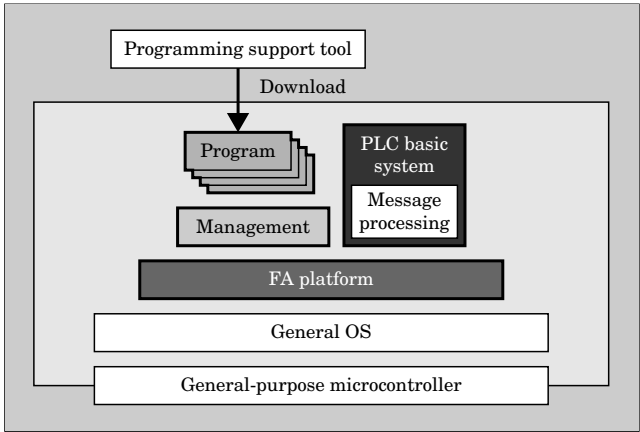 Programming support tool
Download
Program
PLC basic
system
Message
processing
Management
FA platform
General OS
General-purpose microcontroller